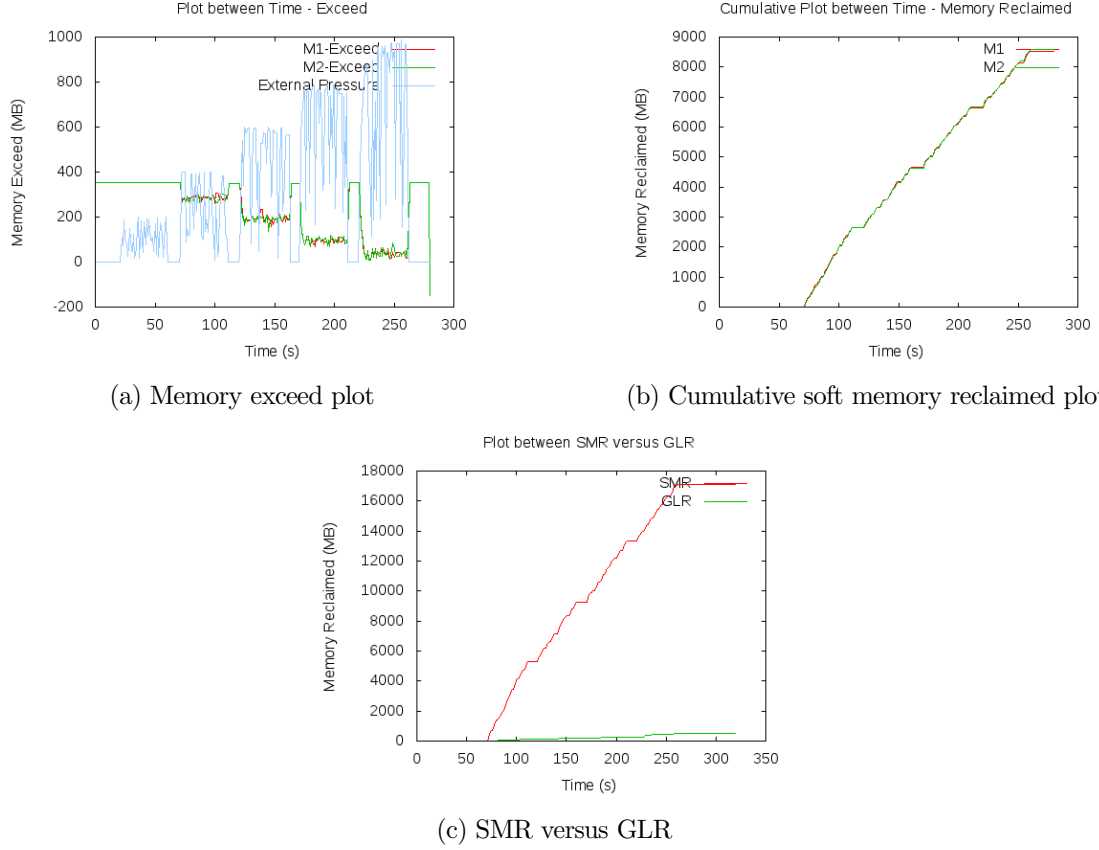 Plot between Time - Exceed
Memory Exceed (MB)
1000
800
600
400
200
0
-200
M1-Exceed
M2-Exceed
External Pressure
0 50 100 150 200 250 300
Time (s)
(a) Memory exceed plot
Cumulative Plot between Time - Memory Reclaimed
Memory Reclaimed (MB)
9000
8000
7000
6000
5000
4000
3000
2000
1000
0
M1
M2
0 50 100 150 200 250 300
Time (s)
(b) Cumulative soft memory reclaimed plot
Plot between SMR versus GLR
Memory Reclaimed (MB)
18000
16000
14000
12000
10000
8000
6000
4000
2000
0
SMR
GLR
0 50 100 150 200 250 300 350
Time (s)
(c) SMR versus GLR